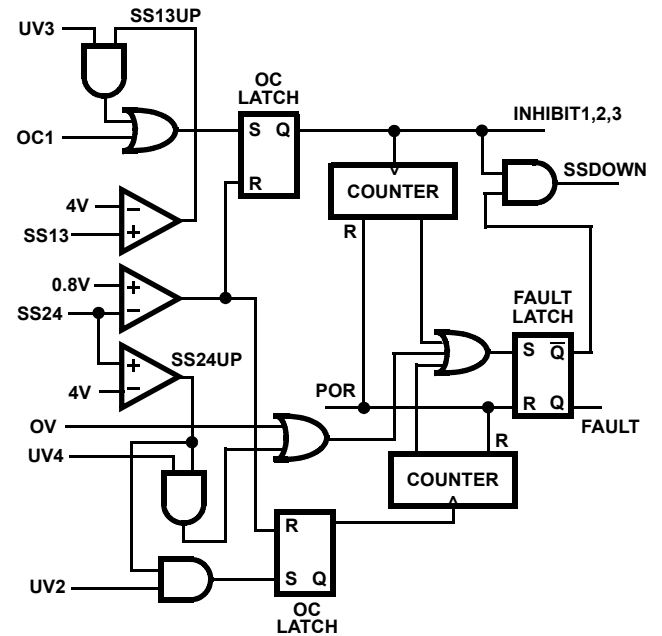 SS13UP
UV3
OC
LATCH
INHIBIT1,2,3
S Q
OC1
R
SSDOWN
COUNTER
R
4V
−
SS13
+
0.8V
+
SS24
−
FAULT
LATCH
SS24UP
+
4V
−
S Q̅
POR
R Q
FAULT
OV
R
UV4
COUNTER
R
S Q
UV2
OC
LATCH